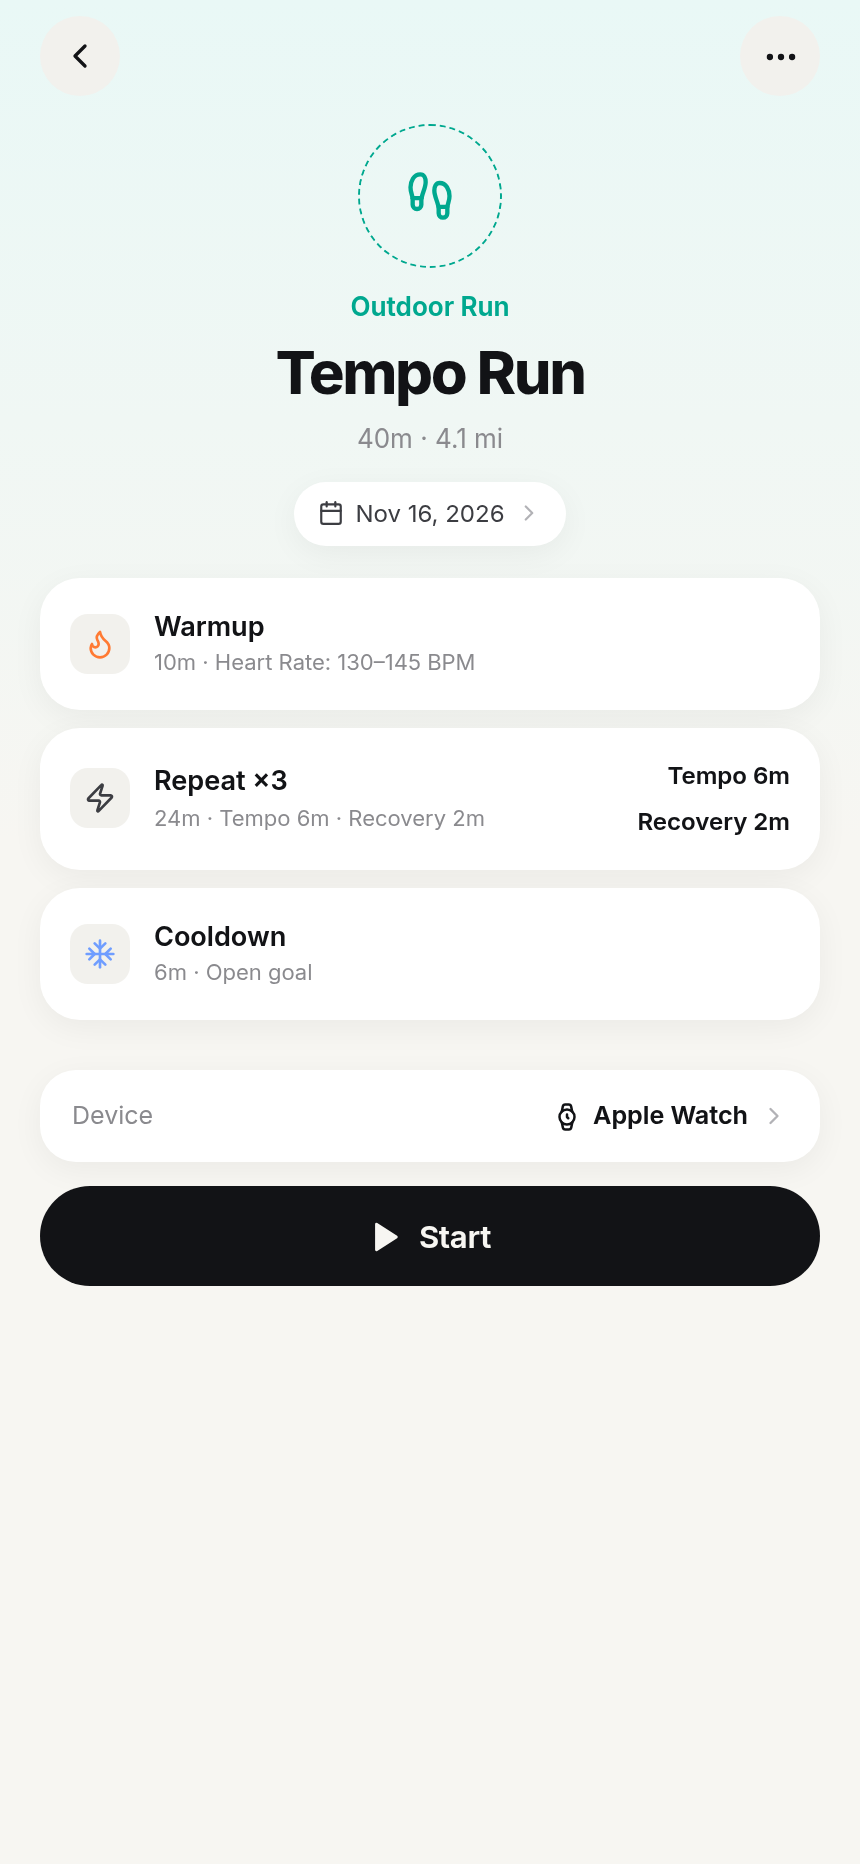 Outdoor Run
Tempo Run
40m · 4.1 mi
Nov 16, 2026
Warmup
10m · Heart Rate: 130–145 BPM
Repeat ×3
24m · Tempo 6m · Recovery 2m
Tempo 6m
Recovery 2m
Cooldown
6m · Open goal
Device
Apple Watch
Start